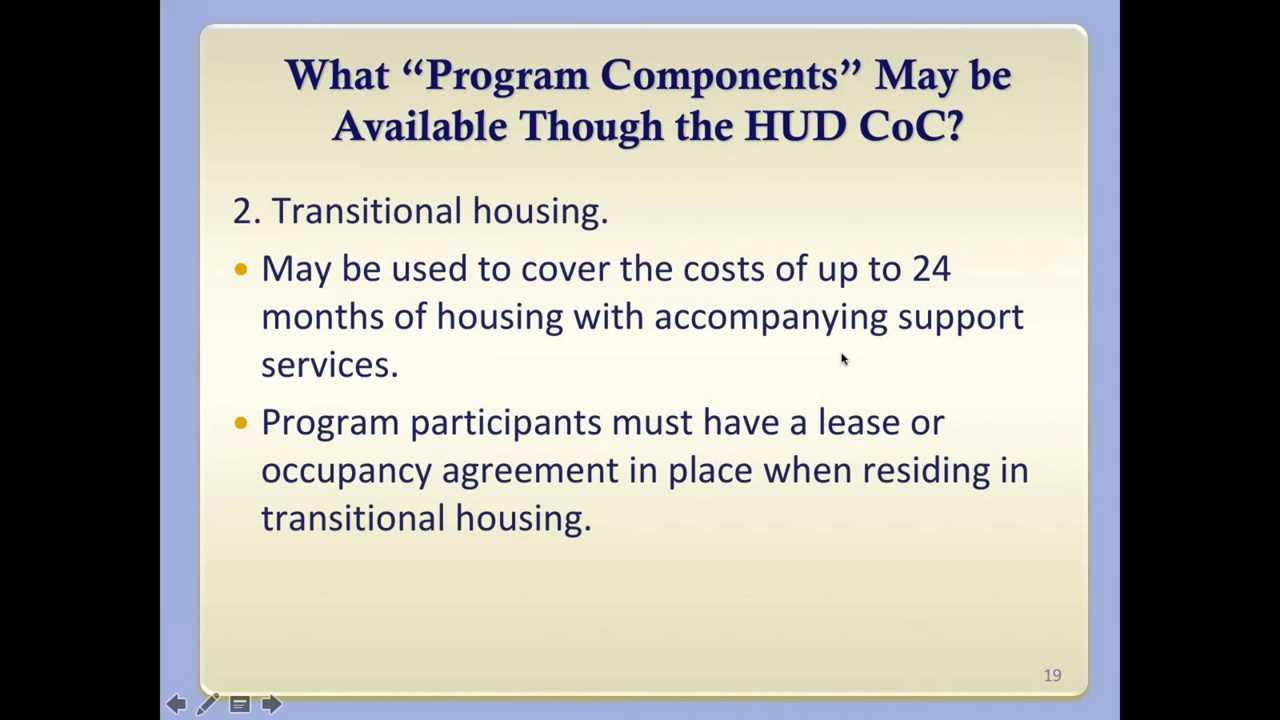 What “Program Components” May be
Available Though the HUD CoC?
2. Transitional housing.
• May be used to cover the costs of up to 24
months of housing with accompanying support
services.
• Program participants must have a lease or
occupancy agreement in place when residing in
transitional housing.
19